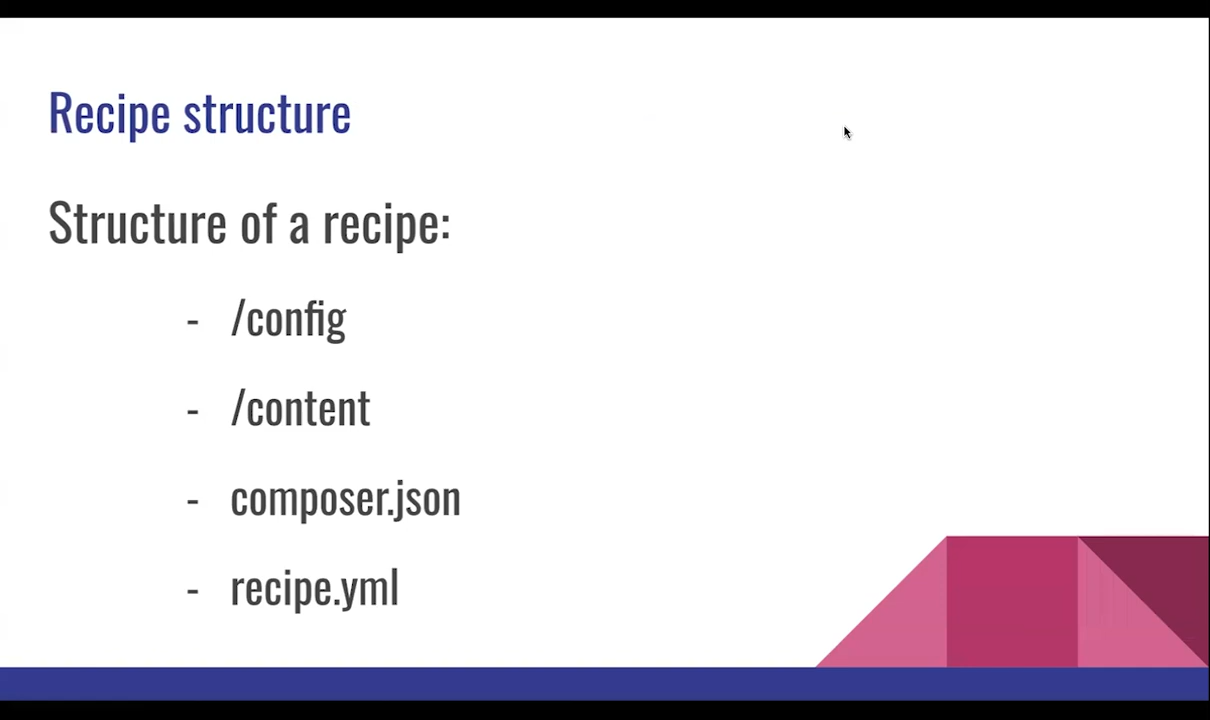 Recipe structure
Structure of a recipe:
- /config
- /content
- composer.json
- recipe.yml